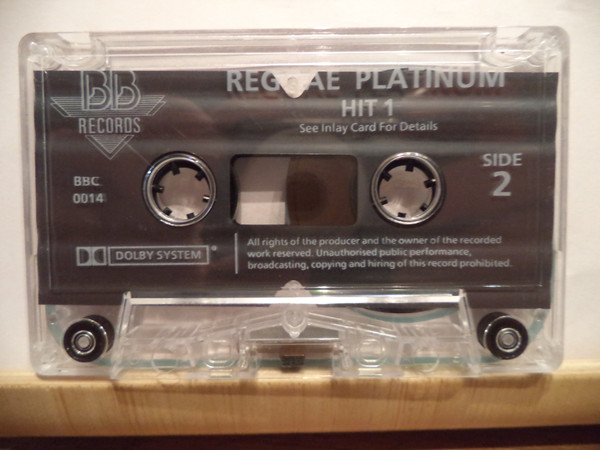 BB
RECORDS
REGGAE PLATINUM
HIT 1
See Inlay Card For Details
BBC
0014
SIDE
2
DOLBY SYSTEM
All rights of the producer and the owner of the recorded
work reserved. Unauthorised public performance,
broadcasting, copying and hiring of this record prohibited.